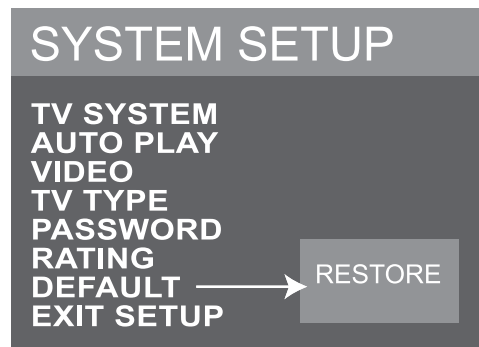 SYSTEM SETUP
TV SYSTEM
AUTO PLAY
VIDEO
TV TYPE
PASSWORD
RATING
DEFAULT
RESTORE
EXIT SETUP